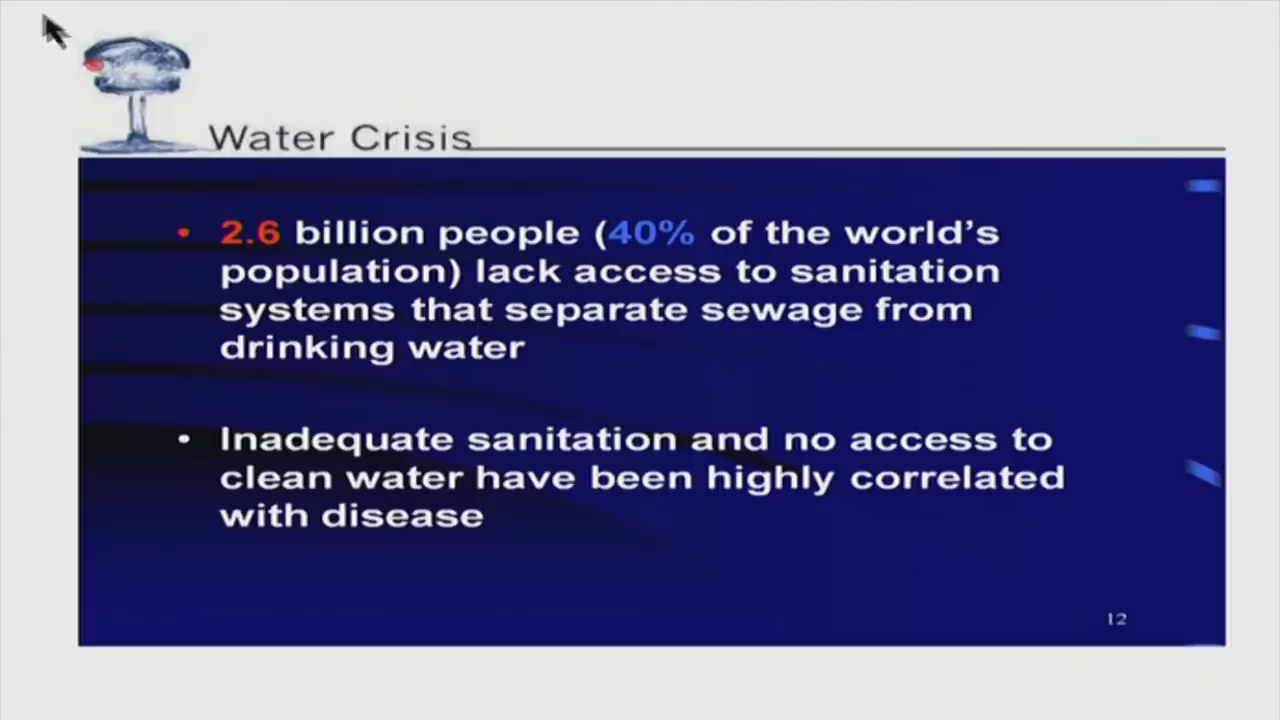 Water Crisis
• 2.6 billion people (40% of the world's
population) lack access to sanitation
systems that separate sewage from
drinking water
• Inadequate sanitation and no access to
clean water have been highly correlated
with disease
12